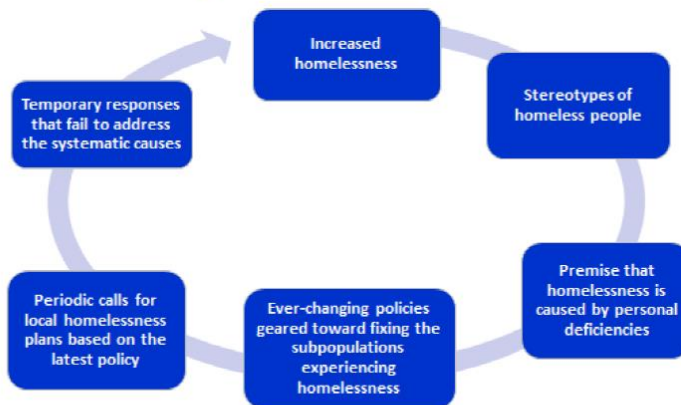 Increased
homelessness
Stereotypes of
homeless people
Premise that
homelessness is
caused by personal
deficiencies
Ever-changing policies
geared toward fixing the
subpopulations
experiencing
homelessness
Periodic calls for
local homelessness
plans based on the
latest policy
Temporary responses
that fail to address
the systematic causes